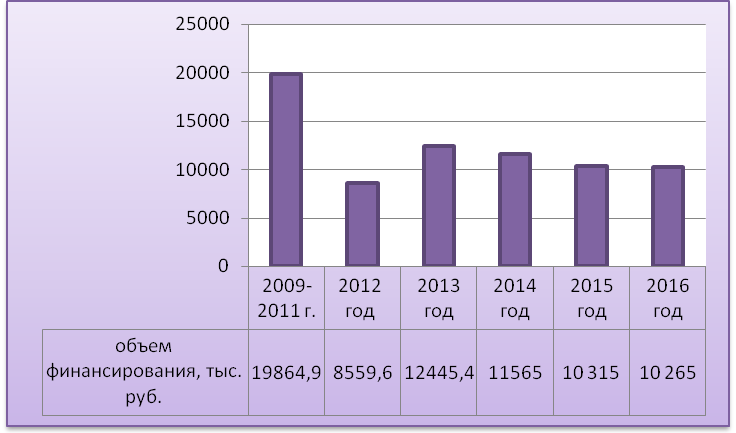 25000
20000
15000
10000
5000
0
2009-
2011 г.
2012
год
2013
год
2014
год
2015
год
2016
год
объем
финансирования, тыс.
руб.
19864,9 8559,6 12445,4 11565 10 315 10 265